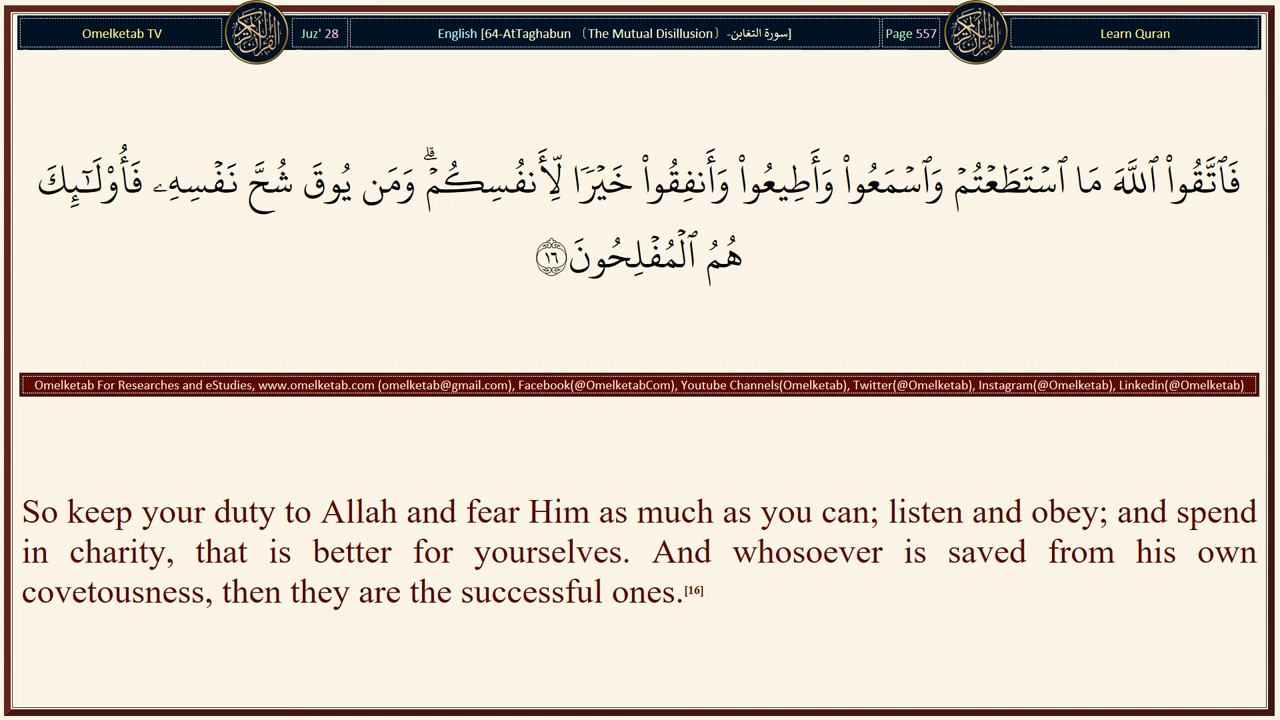 Omelketab TV
Juz' 28
English [64-AtTaghabun （The Mutual Disillusion）-سورة التغابن]
Page 557
Learn Quran
فَٱتَّقُوا۟ ٱللَّهَ مَا ٱسْتَطَعْتُمْ وَٱسْمَعُوا۟ وَأَطِيعُوا۟ وَأَنفِقُوا۟ خَيْرًا لِّأَنفُسِكُمْ ۗ وَمَن يُوقَ شُحَّ نَفْسِهِۦ فَأُو۟لَـٰٓئِكَ
هُمُ ٱلْمُفْلِحُونَ ١٦
Omelketab For Researches and eStudies, www.omelketab.com (omelketab@gmail.com), Facebook(@OmelketabCom), Youtube Channels(Omelketab), Twitter(@Omelketab), Instagram(@Omelketab), Linkedin(@Omelketab)
So keep your duty to Allah and fear Him as much as you can; listen and obey; and spend
in charity, that is better for yourselves. And whosoever is saved from his own
covetousness, then they are the successful ones.[16]